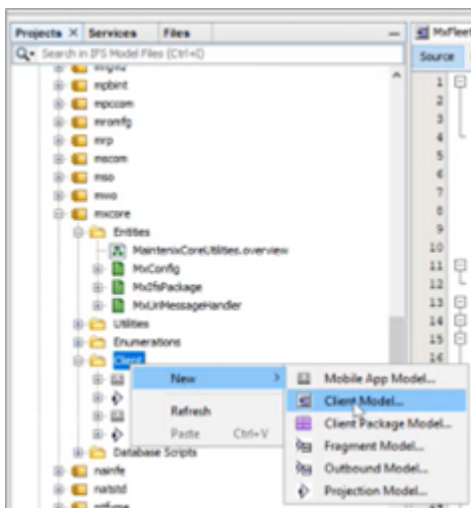 Projects × Services Files
MxFleet
Search in IFS Model Files (Ctrl+I)
Source
mpbint
mpccom
mromfg
mrp
mscom
mso
mwo
mxcore
Entities
MaintenixCoreUtilities.overview
MxConfig
MxIfsPackage
MxUriMessageHandler
Utilities
Enumerations
Client
New
Refresh
Paste Ctrl+V
Mobile App Model...
Client Model...
Client Package Model...
Fragment Model...
Outbound Model...
Projection Model...
Database Scripts
nainfe
natstd
1
2
3
4
5
6
7
8
9
10
11
12
13
14
15
16